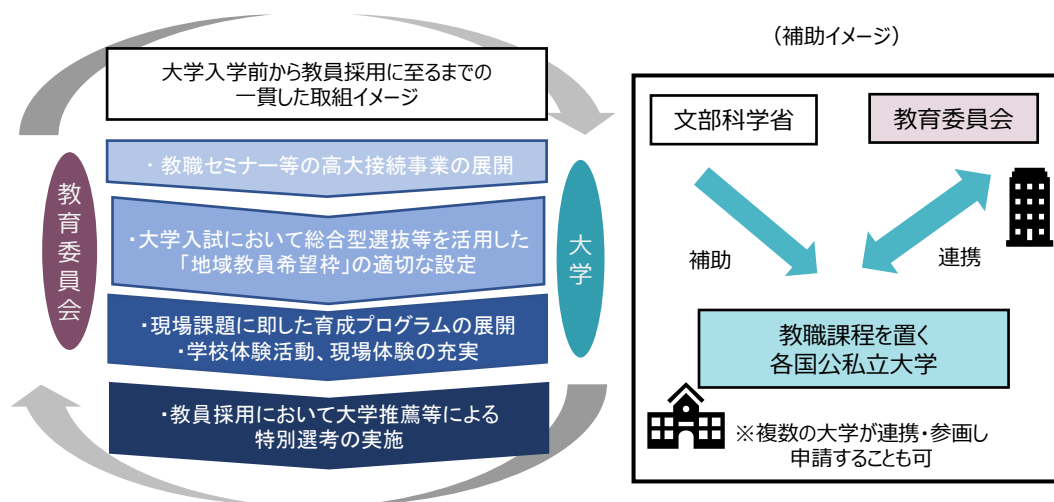 大学入学前から教員採用に至るまでの
一貫した取組イメージ
教育委員会
・教職セミナー等の高大接続事業の展開
・大学入試において総合型選抜等を活用した
「地域教員希望枠」の適切な設定
・現場課題に即した育成プログラムの展開
・学校体験活動、現場体験の充実
・教員採用において大学推薦等による
特別選考の実施
大学
（補助イメージ）
文部科学省
教育委員会
補助
連携
教職課程を置く
各国公私立大学
※複数の大学が連携・参画し
申請することも可